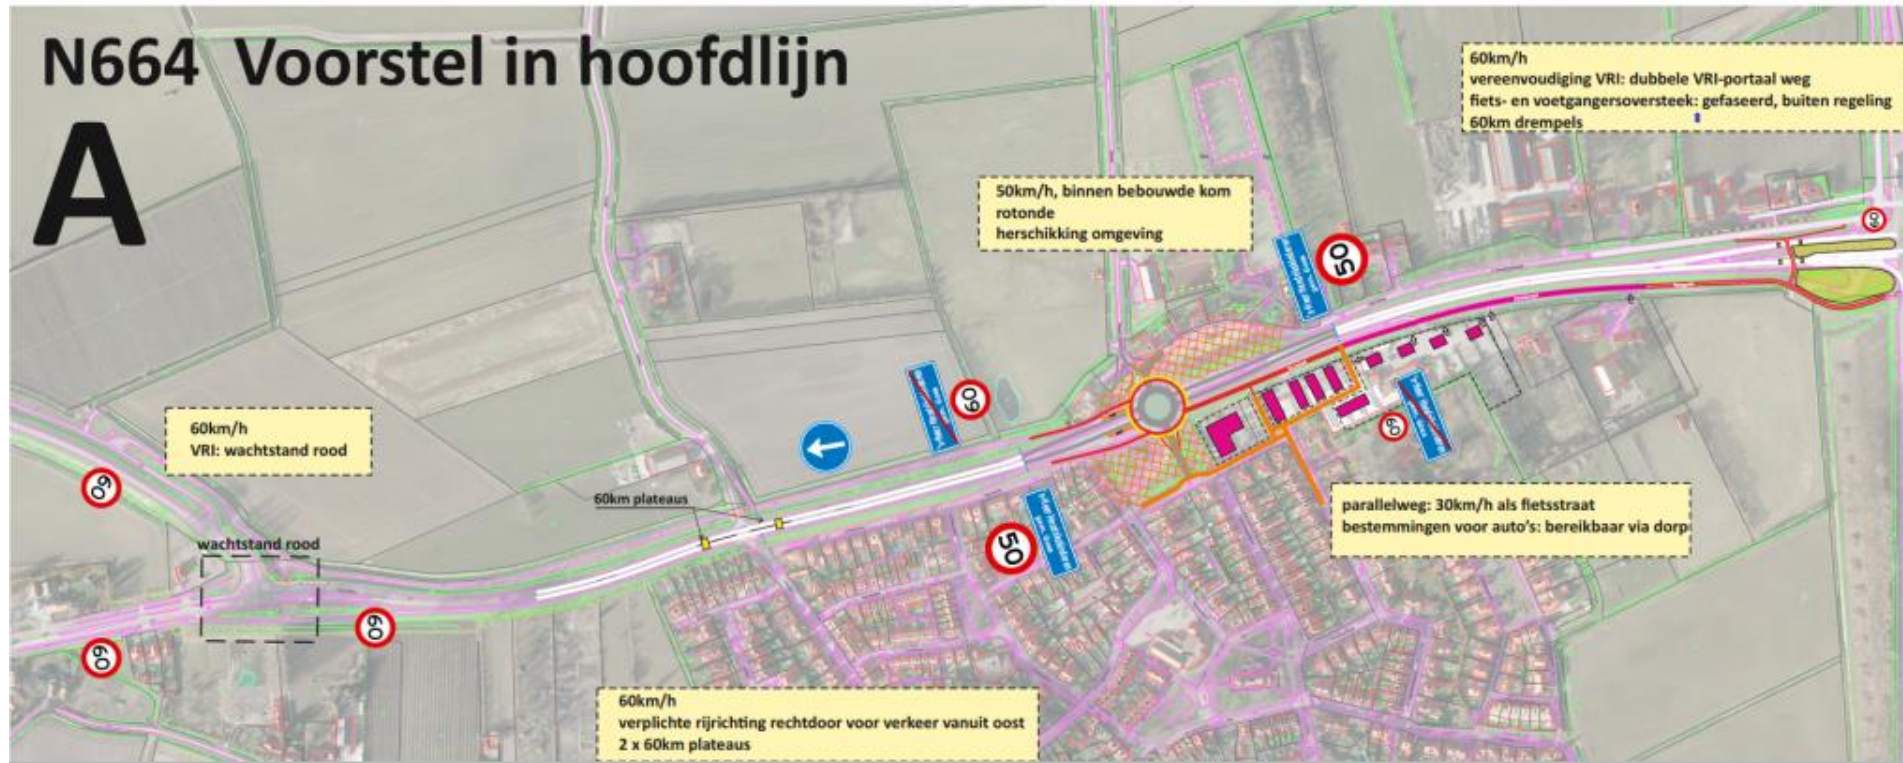 N664 Voorstel in hoofdlijn
A
60km/h
vereenvoudiging VRI: dubbele VRI-portaal weg
fiets- en voetgangersoversteek: gefaseerd, buiten regeling
60km drempels
50km/h, binnen bebouwde kom
rotonde
herschikking omgeving
50
60
60
60
60km/h
VRI: wachtstand rood
60
60km plateaus
parallelweg: 30km/h als fietsstraat
bestemmingen voor auto's: bereikbaar via dorp
wachtstand rood
50
60
60
60km/h
verplichte rijrichting rechtdoor voor verkeer vanuit oost
2 x 60km plateaus